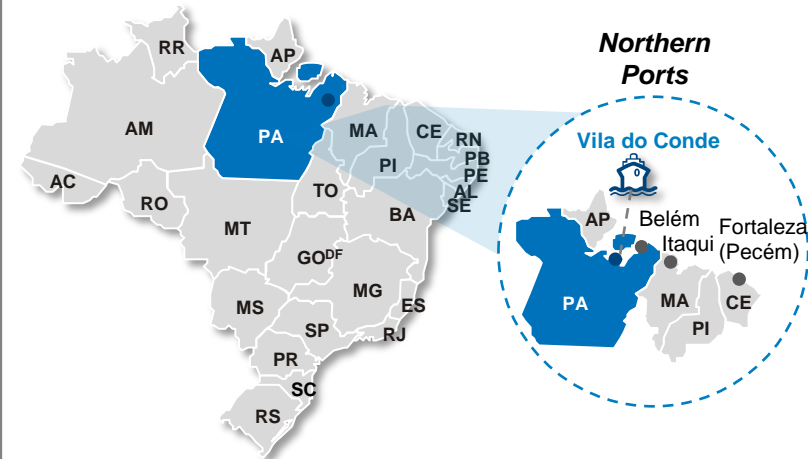 Northern
Ports
RR
AP
AM
PA
MA
CE
RN
PB
PE
AL
SE
PI
AC
RO
TO
MT
BA
GO
DF
MG
ES
MS
SP
RJ
PR
SC
RS
Vila do Conde
AP
Belém
Itaqui
Fortaleza
(Pecém)
PA
MA
CE
PI